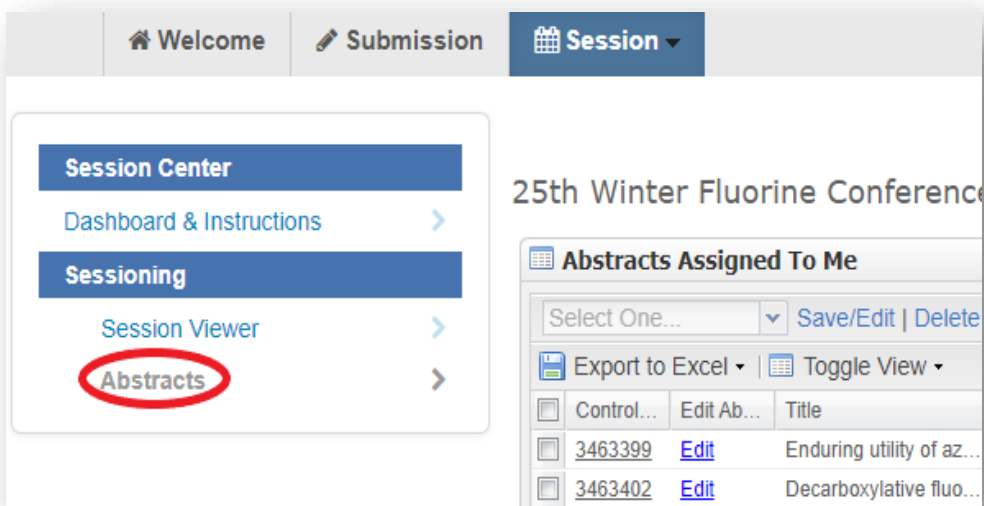 Welcome Submission Session
Session Center
Dashboard & Instructions
Sessioning
Session Viewer
Abstracts
25th Winter Fluorine Conference
Abstracts Assigned To Me
Select One... Save/Edit | Delete
Export to Excel | Toggle View
Control... Edit Ab... Title
3463399 Edit Enduring utility of az...
3463402 Edit Decarboxylative fluo...